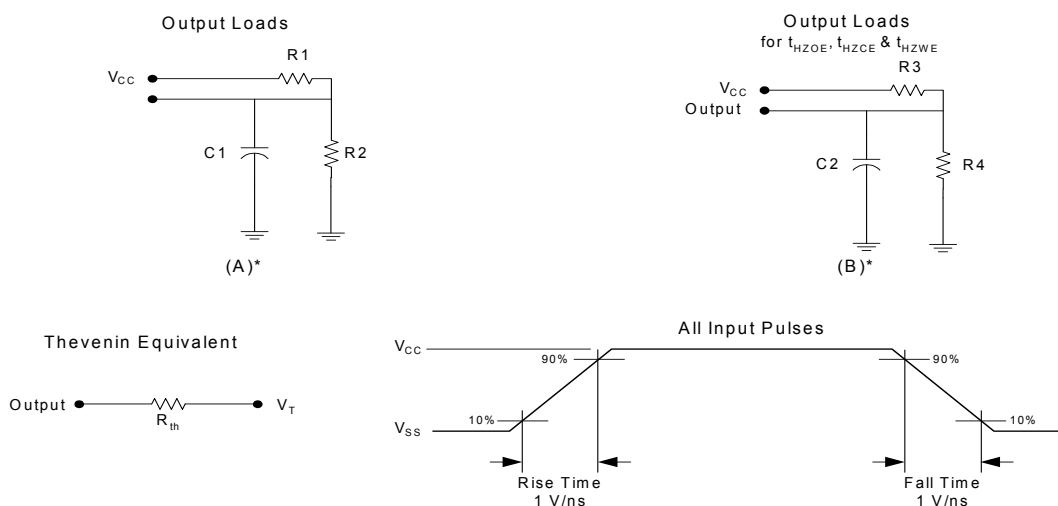 Output Loads
R1
VCC
C1
R2
(A)*
Output Loads
for tHZOE, tHZCE & tHZWE
R3
VCC
Output
C2
R4
(B)*
Thevenin Equivalent
Output
Rth
VT
All Input Pulses
VCC
90%
90%
10%
10%
VSS
Rise Time
1 V/ns
Fall Time
1 V/ns